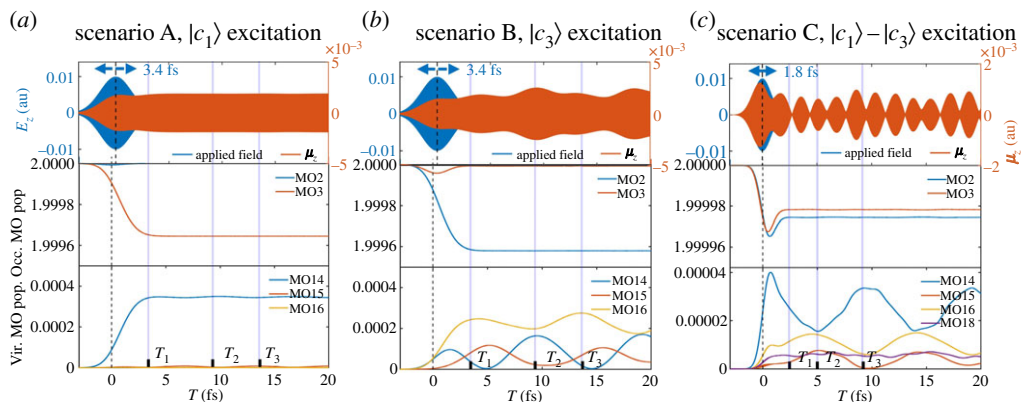 (a)
scenario A, |c1⟩ excitation
×10−3
3.4 fs
5
0.01
0
−0.01
Ez (au)
0
−5
applied field
μz
2.0000
1.9998
1.9996
Occ. MO pop
MO2
MO3
0.0004
0.0002
0
Vir. MO pop.
MO14
MO15
MO16
T1
T2
T3
0
5
10
15
20
T (fs)
(b)
scenario B, |c3⟩ excitation
×10−3
3.4 fs
5
0.01
0
−0.01
0
−5
applied field
μz
2.0000
1.9998
1.9996
MO2
MO3
0.0004
0.0002
0
MO14
MO15
MO16
T1
T2
T3
0
5
10
15
20
T (fs)
(c)
scenario C, |c1⟩−|c3⟩ excitation
×10−3
1.8 fs
2
0.01
0
−0.01
0
−2
μz (au)
applied field
μz
2.0000
1.99998
1.99996
MO2
MO3
0.00004
0.00002
0
MO14
MO15
MO16
MO18
T1
T2
T3
0
5
10
15
20
T (fs)